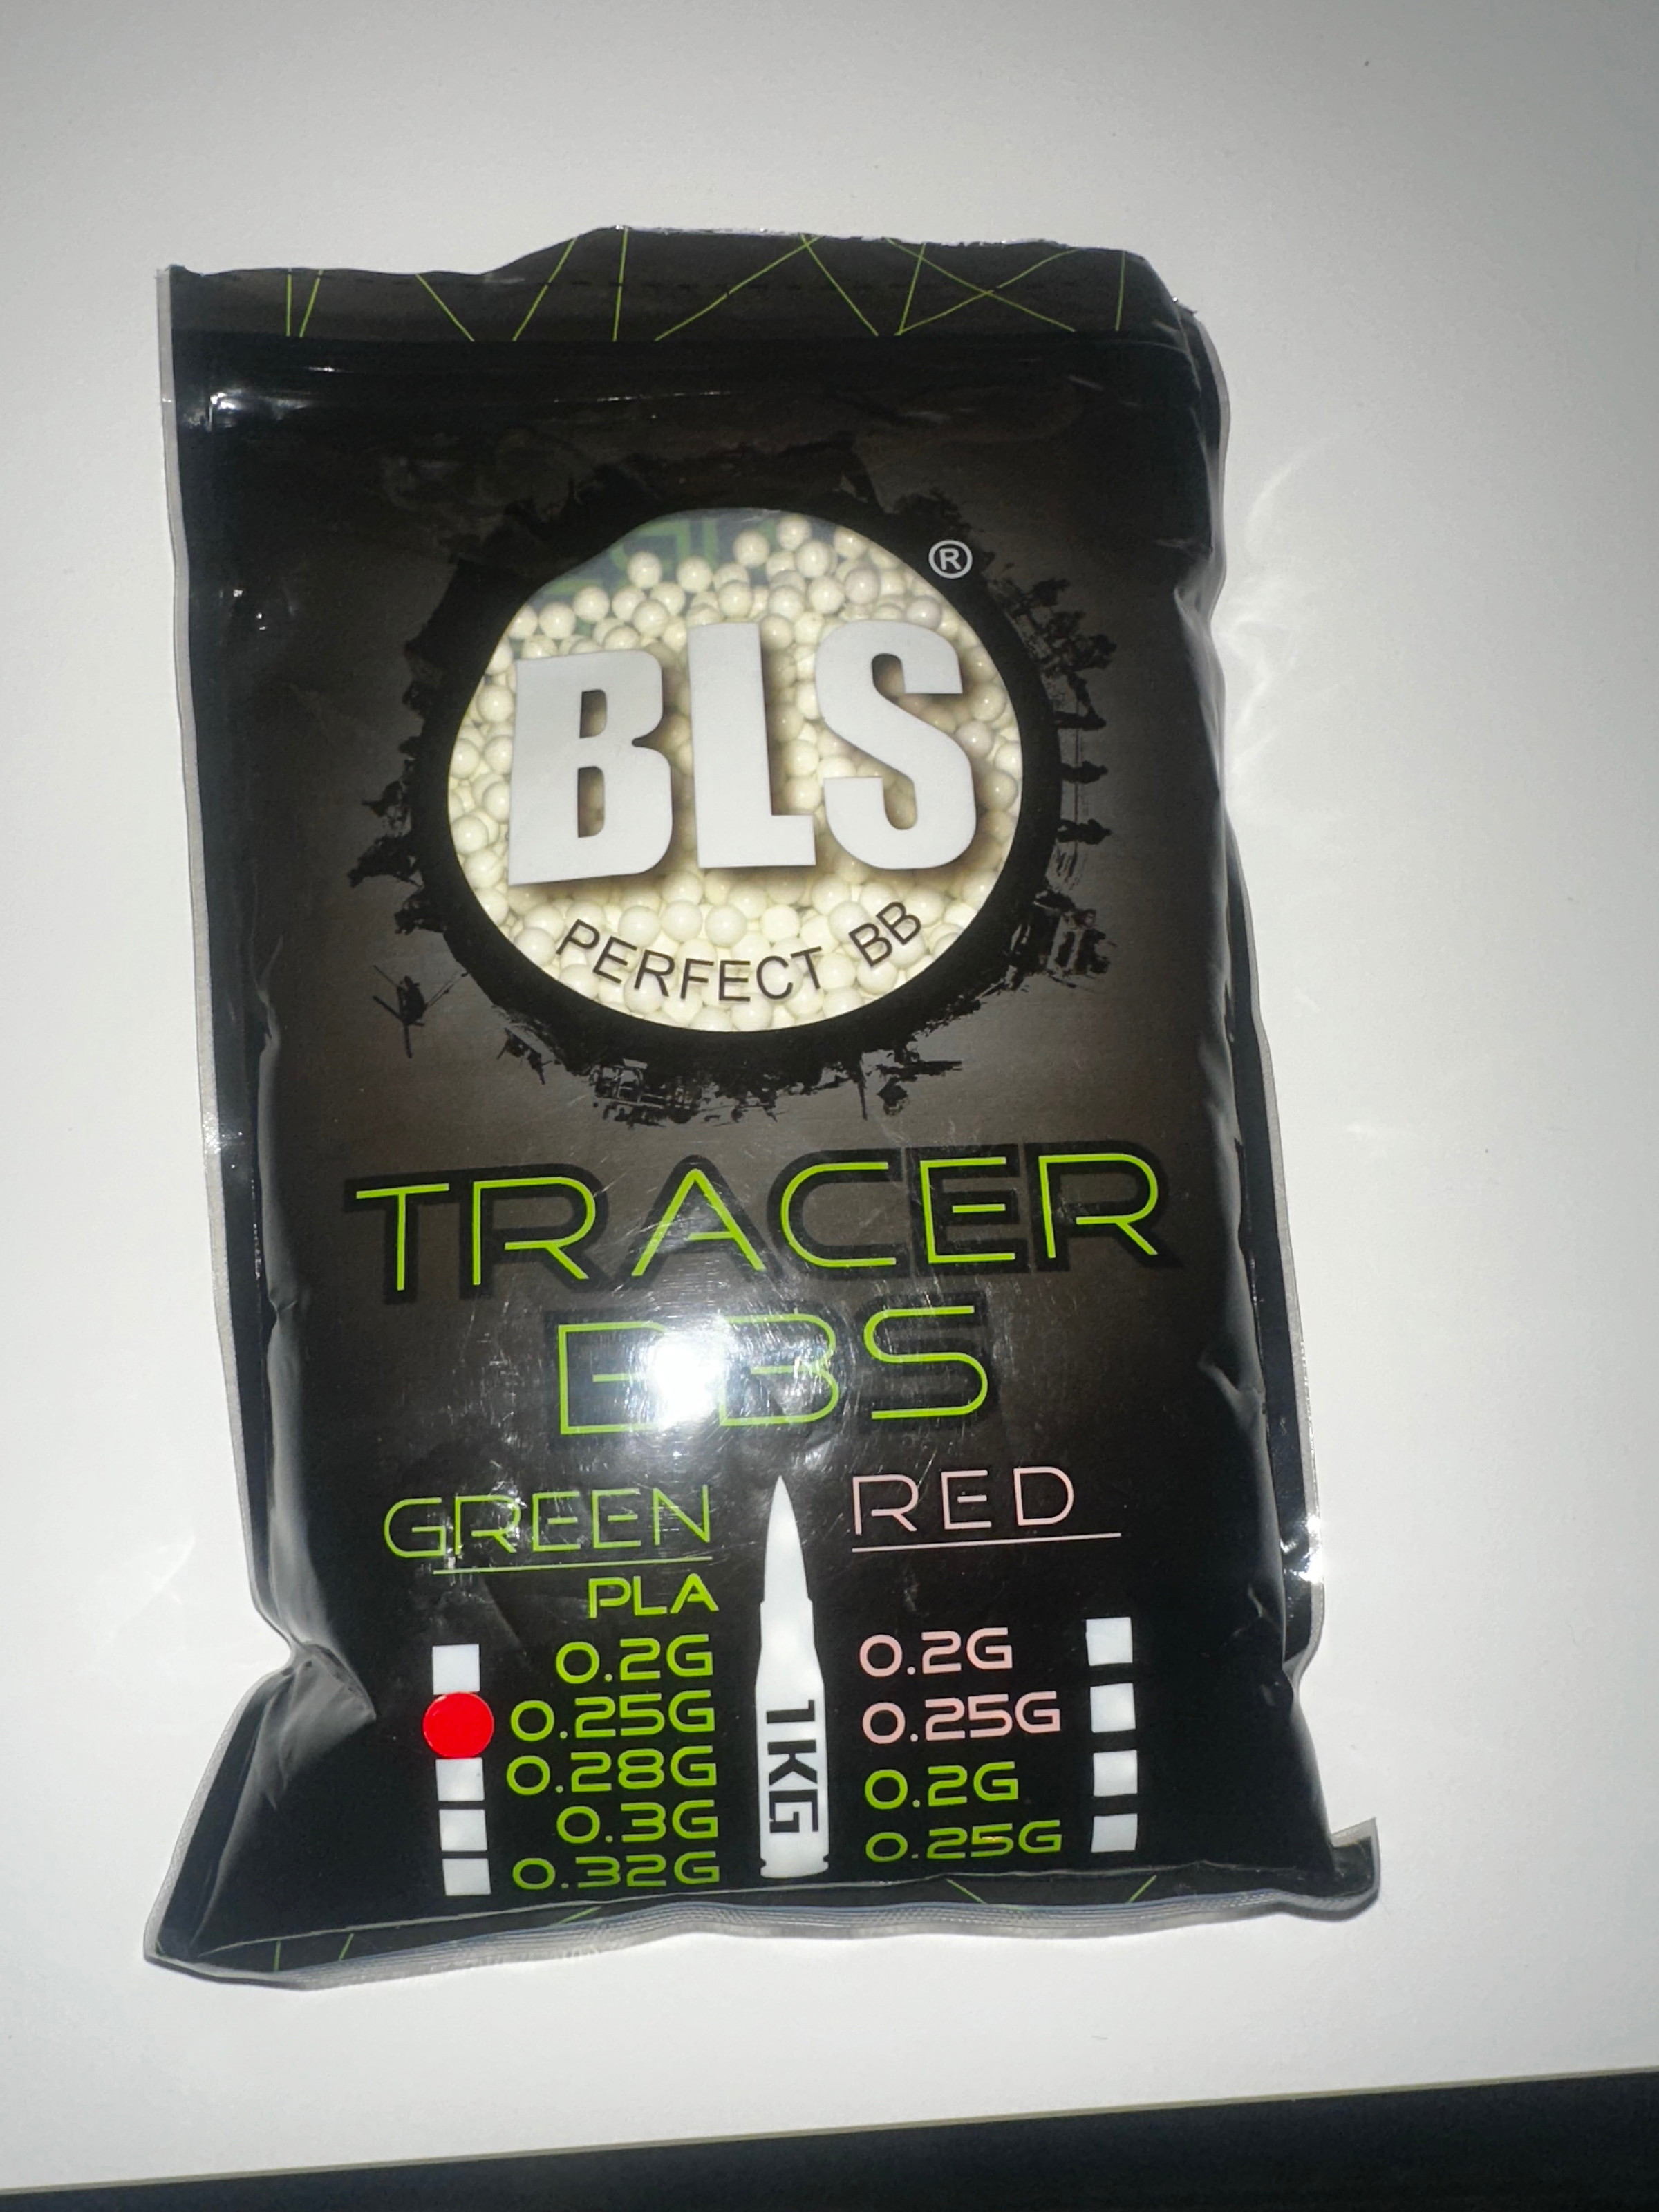 ®
BLS
PERFECT BB
TRACER
BBS
GREEN
PLA
0.2G
0.25G
0.28G
0.3G
0.32G
1KG
RED
0.2G
0.25G
0.2G
0.25G